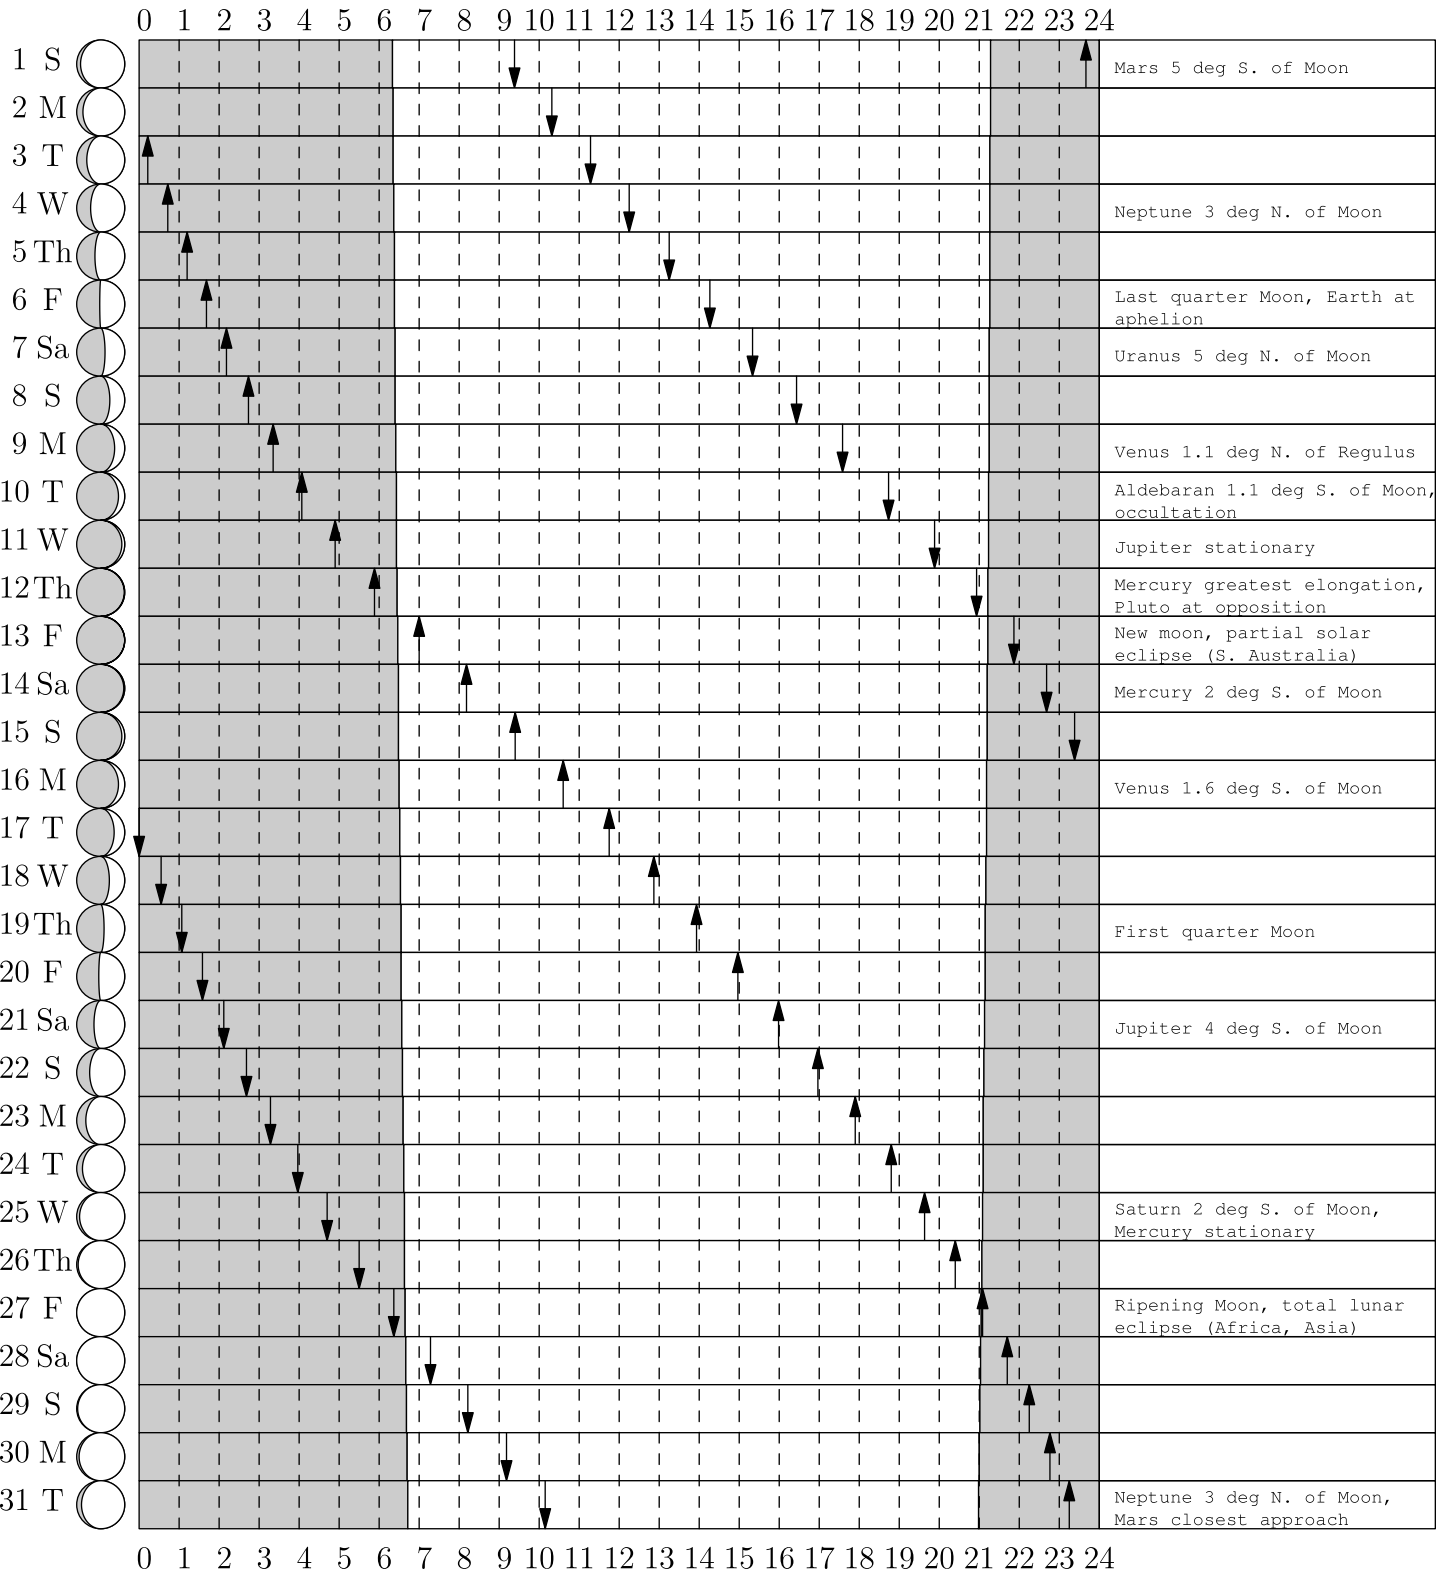 0 1 2 3 4 5 6 7 8 9 10 11 12 13 14 15 16 17 18 19 20 21 22 23 24
1 S Mars 5 deg S. of Moon
2 M
3 T
4 W Neptune 3 deg N. of Moon
5 Th
6 F Last quarter Moon, Earth at
aphelion
7 Sa Uranus 5 deg N. of Moon
8 S
9 M Venus 1.1 deg N. of Regulus
10 T Aldebaran 1.1 deg S. of Moon,
occultation
11 W Jupiter stationary
12 Th Mercury greatest elongation,
Pluto at opposition
13 F New moon, partial solar
eclipse (S. Australia)
14 Sa Mercury 2 deg S. of Moon
15 S
16 M Venus 1.6 deg S. of Moon
17 T
18 W
19 Th First quarter Moon
20 F
21 Sa Jupiter 4 deg S. of Moon
22 S
23 M
24 T
25 W Saturn 2 deg S. of Moon,
Mercury stationary
26 Th
27 F Ripening Moon, total lunar
eclipse (Africa, Asia)
28 Sa
29 S
30 M
31 T Neptune 3 deg N. of Moon,
Mars closest approach
0 1 2 3 4 5 6 7 8 9 10 11 12 13 14 15 16 17 18 19 20 21 22 23 24